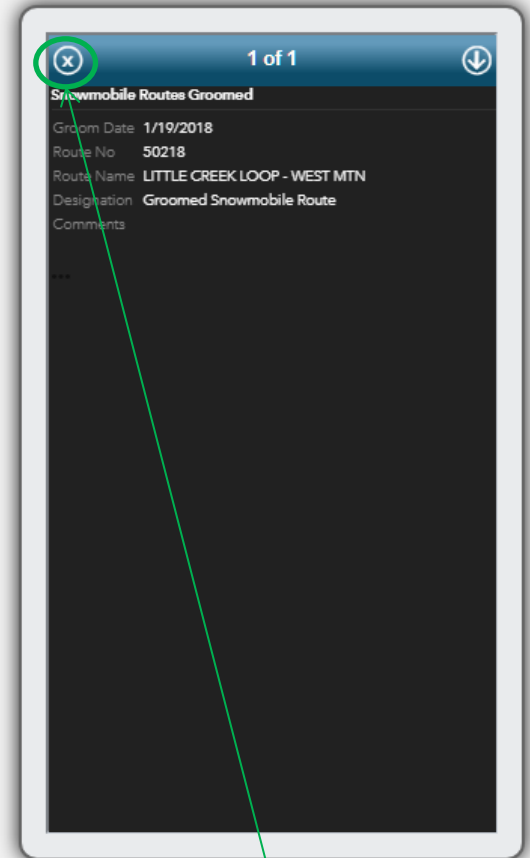 x 1 of 1
Snowmobile Routes Groomed
Groom Date 1/19/2018
Route No 50218
Route Name LITTLE CREEK LOOP - WEST MTN
Designation Groomed Snowmobile Route
Comments
...